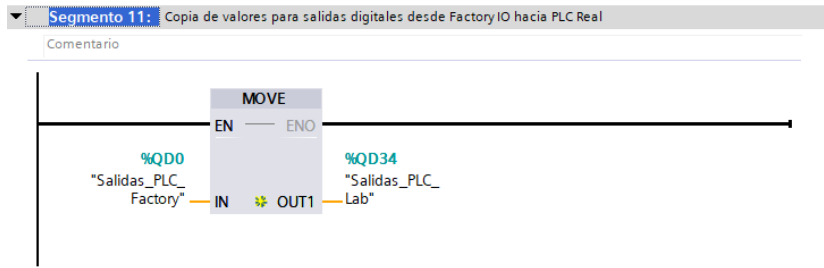 Segmento 11: Copia de valores para salidas digitales desde Factory IO hacia PLC Real
Comentario
MOVE
EN ENO
%QD0 %QD34
"Salidas_PLC_ "Salidas_PLC_
Factory" IN OUT1 Lab"